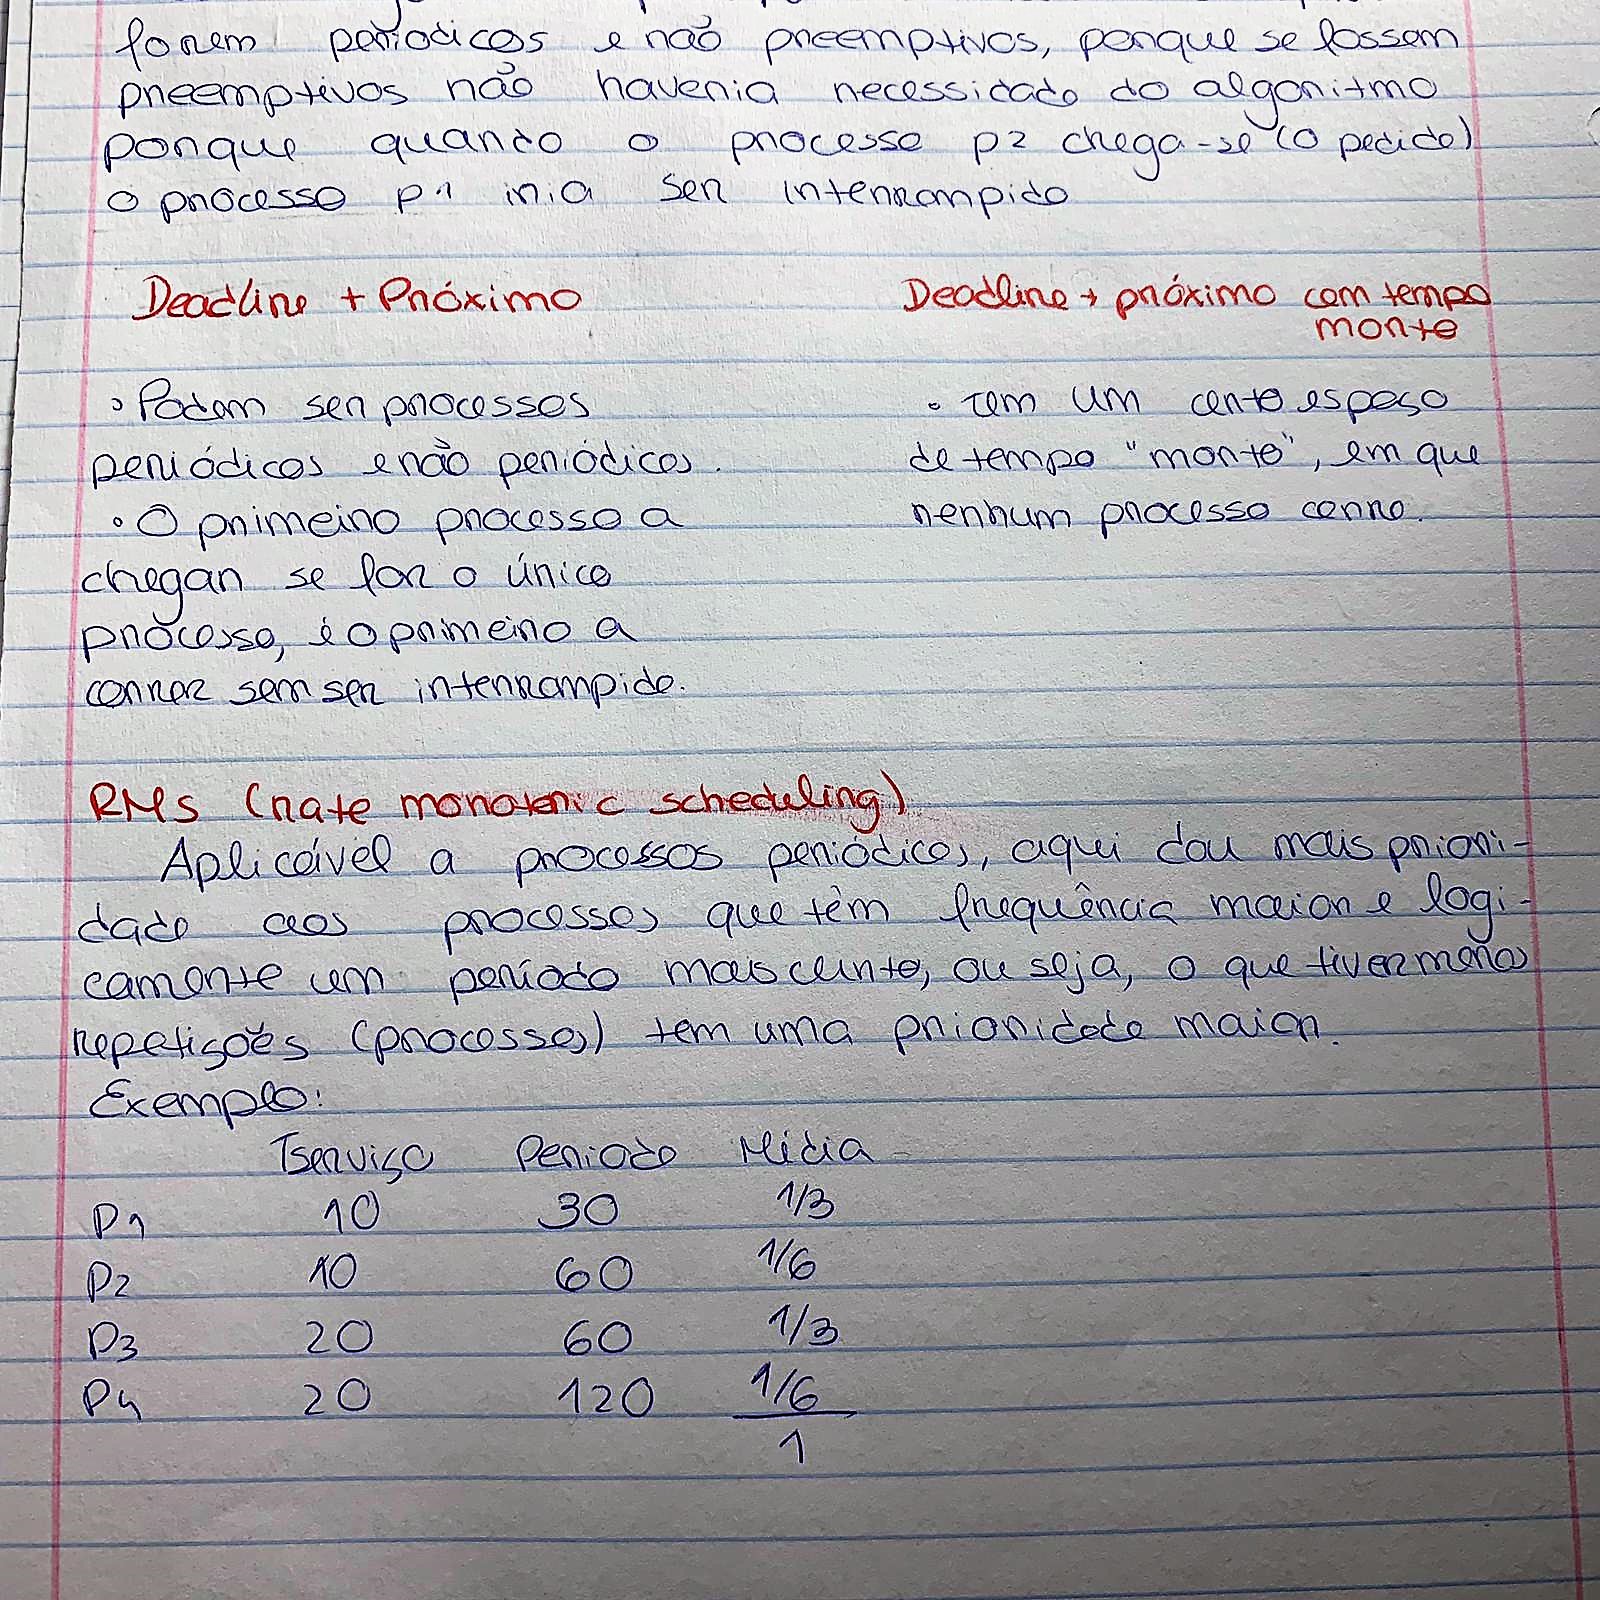 forem periodicos e não preemptivos, porque se fossem
preemptivos não haveria necessidade do algoritmo
porque quando o processo p2 chega-se (o pedido)
o processo p1 iria ser interrompido
Deadline + Próximo
Podem ser processos
periódicos e não periódicos.
• O primeiro processo a
chegar se for o único
processo, é o primeiro a
correr sem ser interrompido.
Deadline + próximo com tempo
morto
• Tem um certo espaço
de tempo "morto", em que
nenhum processo corre.
RMS (rate monotonic scheduling)
Aplicável a processos periódicos, aqui dou mais priori-
dade aos processos que têm frequência maior e logi-
camente um período mais curto, ou seja, o que tiver menos
repetições (processos) tem uma prioridade maior.
Exemplo:
Tserviço Periodo Média
P1 10 30 1/3
P2 10 60 1/6
P3 20 60 1/3
P4 20 120 1/6
1